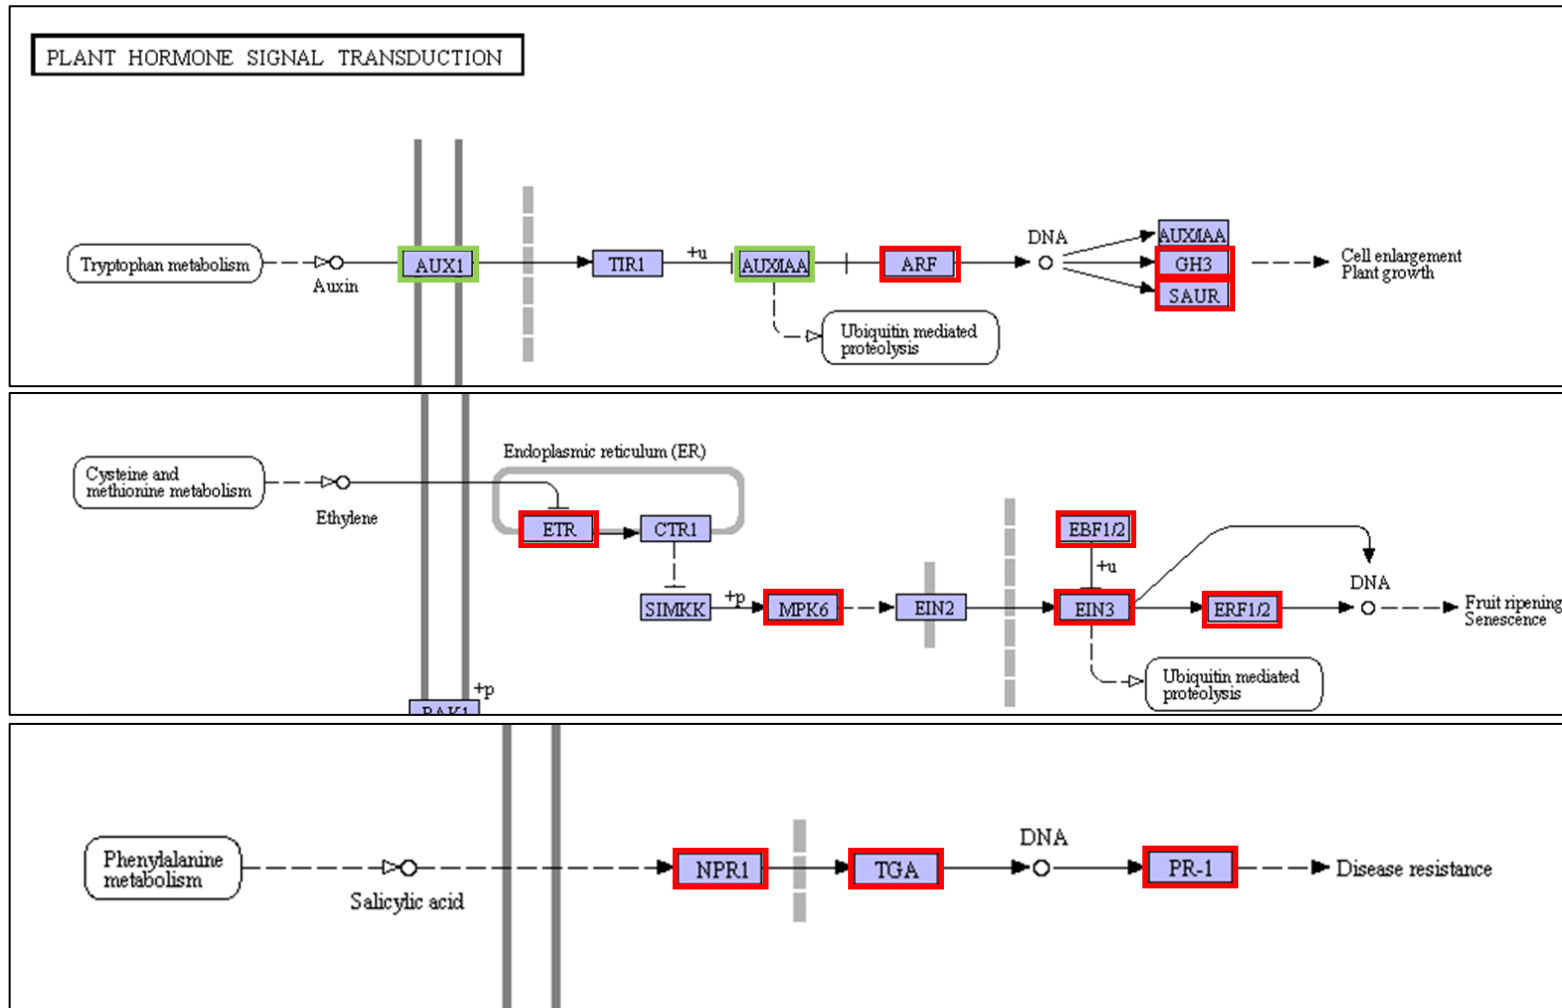 PLANT HORMONE SIGNAL TRANSDUCTION
Tryptophan metabolism
Auxin
AUX1
TIR1
+u
AUX/IAA
ARF
DNA
AUX/IAA
GH3
SAUR
Cell enlargement
Plant growth
Ubiquitin mediated
proteolysis
Cysteine and
methionine metabolism
Ethylene
Endoplasmic reticulum (ER)
ETR
CTR1
SIMKK
+p
MPK6
EIN2
EBF1/2
+u
EIN3
ERF1/2
DNA
Fruit ripening
Senescence
Ubiquitin mediated
proteolysis
+p
BAK1
Phenylalanine
metabolism
Salicylic acid
NPR1
TGA
DNA
PR-1
Disease resistance